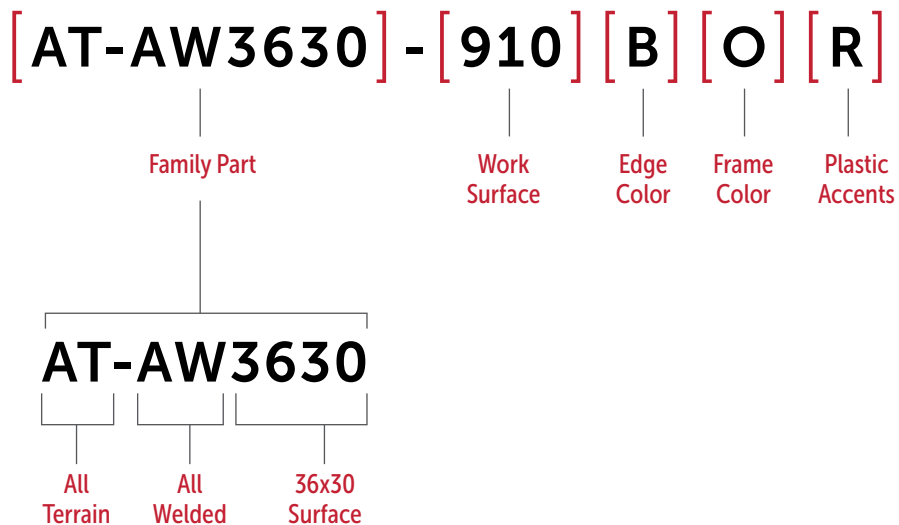 [AT-AW3630]-[910][B][O][R]
Family Part
Work
Surface
Edge
Color
Frame
Color
Plastic
Accents
AT-AW3630
All
Terrain
All
Welded
36x30
Surface